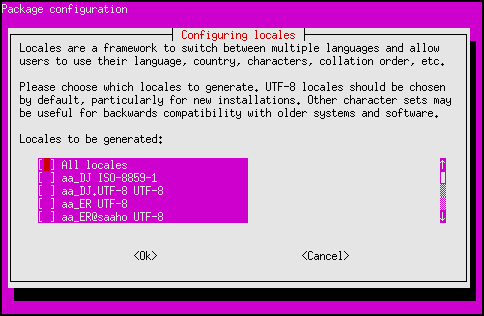 Package configuration
Configuring locales
Locales are a framework to switch between multiple languages and allow
users to use their language, country, characters, collation order, etc.
Please choose which locales to generate. UTF-8 locales should be chosen
by default, particularly for new installations. Other character sets may
be useful for backwards compatibility with older systems and software.
Locales to be generated:
[ ] All locales
[ ] aa_DJ ISO-8859-1
[ ] aa_DJ.UTF-8 UTF-8
[ ] aa_ER UTF-8
[ ] aa_ER@saaho UTF-8
<Ok> <Cancel>